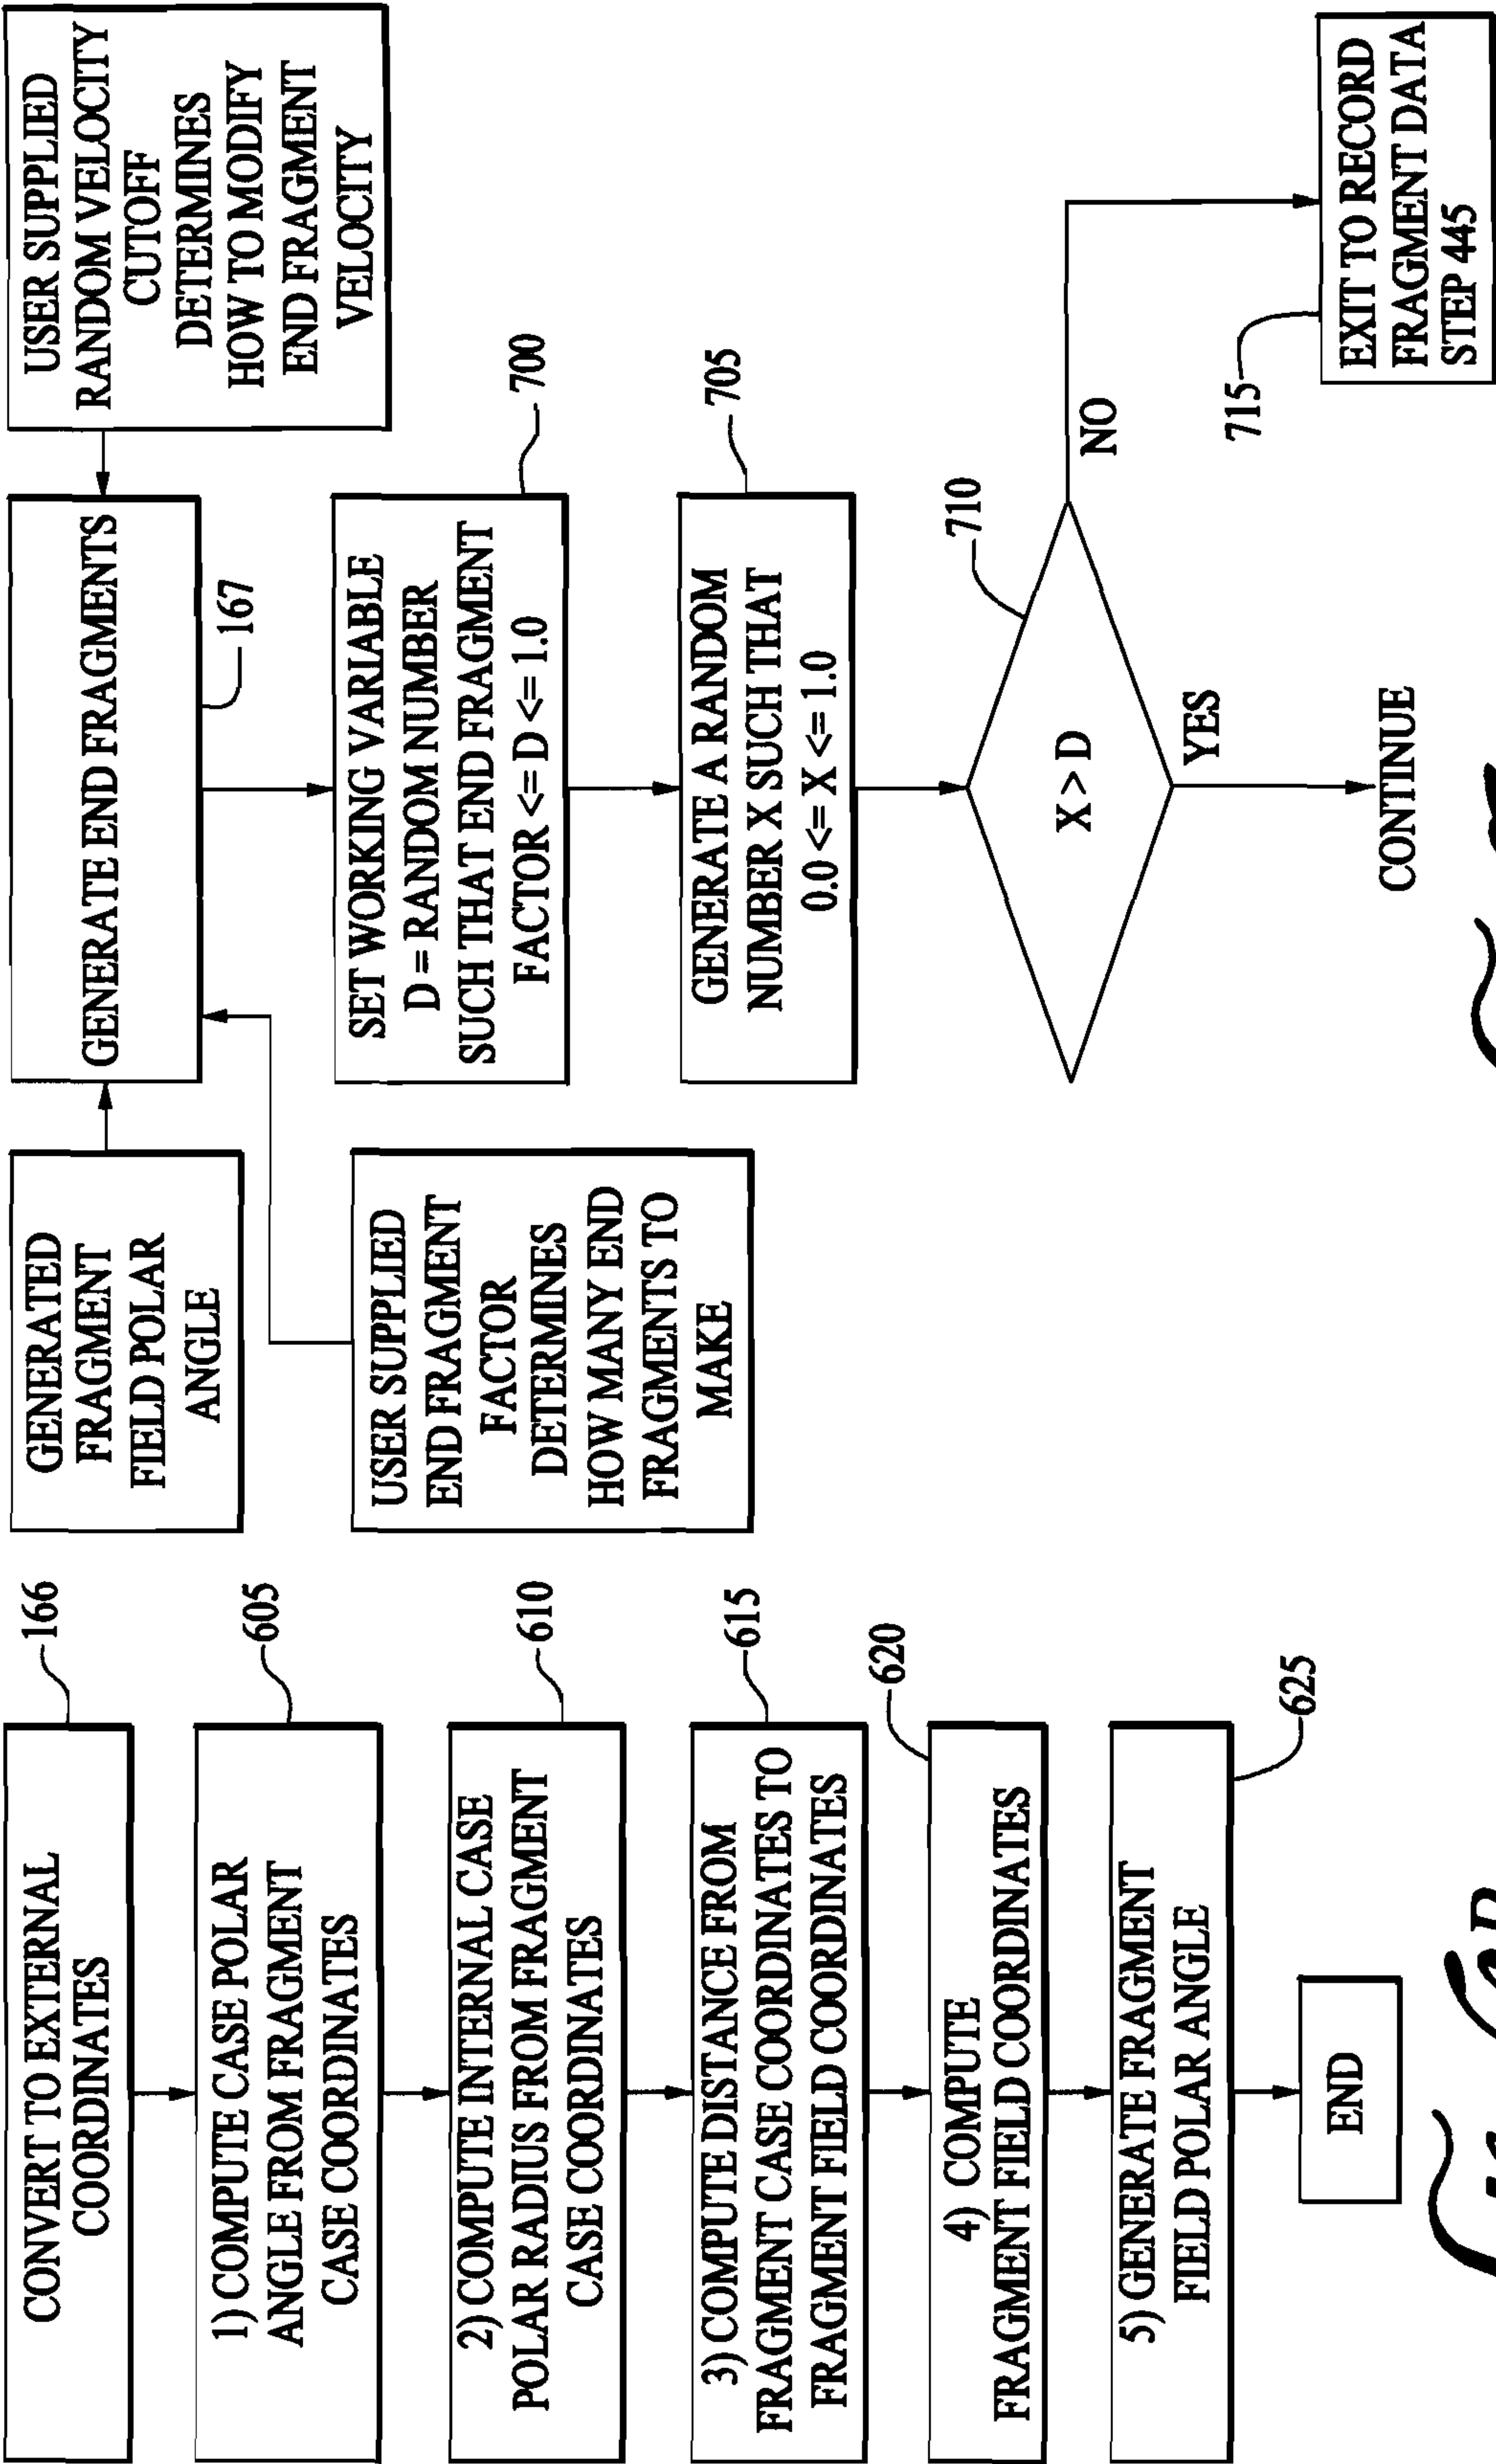 CONVERT TO EXTERNAL
COORDINATES
166
1) COMPUTE CASE POLAR
ANGLE FROM FRAGMENT
CASE COORDINATES
605
2) COMPUTE INTERNAL CASE
POLAR RADIUS FROM FRAGMENT
CASE COORDINATES
610
3) COMPUTE DISTANCE FROM
FRAGMENT CASE COORDINATES TO
FRAGMENT FIELD COORDINATES
615
4) COMPUTE
FRAGMENT FIELD COORDINATES
620
5) GENERATE FRAGMENT
FIELD POLAR ANGLE
625
END
GENERATED
FRAGMENT
FIELD POLAR
ANGLE
USER SUPPLIED
END FRAGMENT
FACTOR
DETERMINES
HOW MANY END
FRAGMENTS TO
MAKE
GENERATE END FRAGMENTS
167
USER SUPPLIED
RANDOM VELOCITY
CUTOFF
DETERMINES
HOW TO MODIFY
END FRAGMENT
VELOCITY
SET WORKING VARIABLE
D = RANDOM NUMBER
SUCH THAT END FRAGMENT
FACTOR <= D <= 1.0
700
GENERATE A RANDOM
NUMBER X SUCH THAT
0.0 <= X <= 1.0
705
X > D
710
NO
YES
CONTINUE
715
EXIT TO RECORD
FRAGMENT DATA
STEP 445